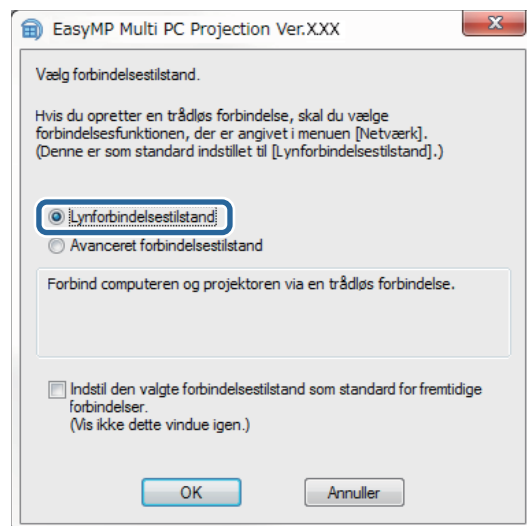 EasyMP Multi PC Projection Ver.XXX
Vælg forbindelsestilstand.
Hvis du opretter en trådløs forbindelse, skal du vælge
forbindelsesfunktionen, der er angivet i menuen [Netværk].
(Denne er som standard indstillet til [Lynforbindelsestilstand].)
Lynforbindelsestilstand
Avanceret forbindelsestilstand
Forbind computeren og projektoren via en trådløs forbindelse.
Indstil den valgte forbindelsestilstand som standard for fremtidige
forbindelser.
(Vis ikke dette vindue igen.)
OK Annuller